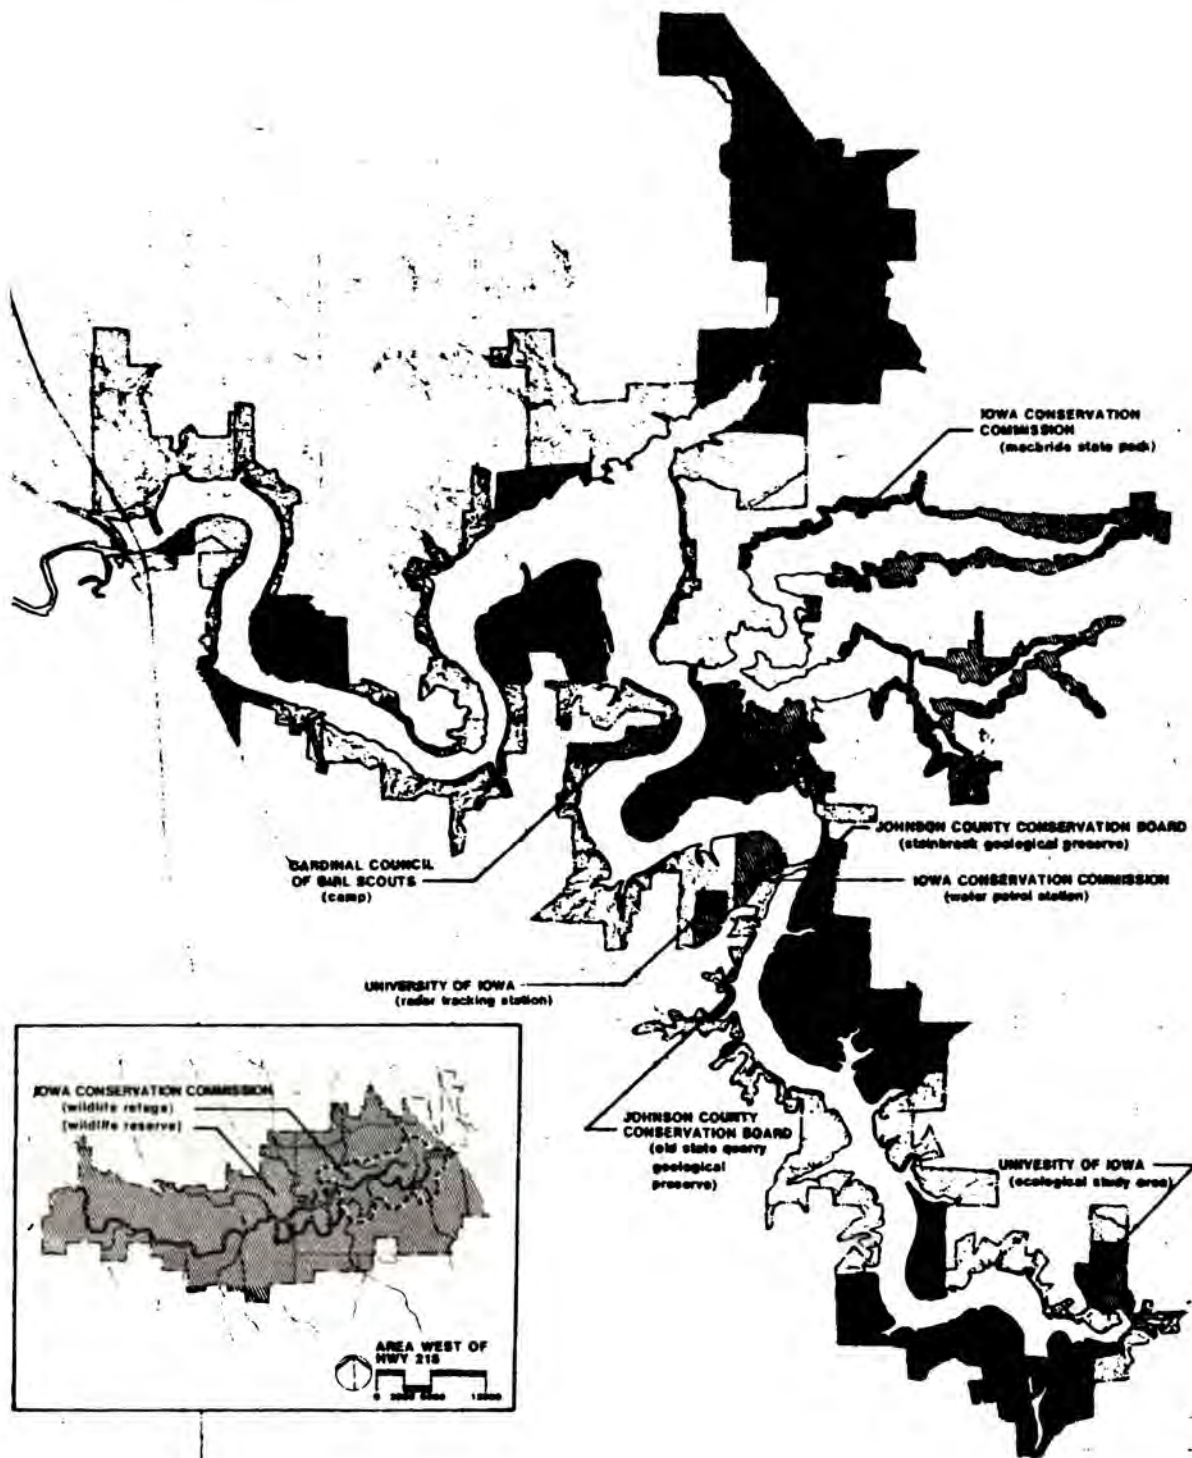 IOWA CONSERVATION
COMMISSION
(macbride state park)
JOHNSON COUNTY CONSERVATION BOARD
(steinbrock geological preserve)
CARDINAL COUNCIL
OF GIRL SCOUTS
(camp)
IOWA CONSERVATION COMMISSION
(water patrol station)
UNIVERSITY OF IOWA
(radar tracking station)
IOWA CONSERVATION COMMISSION
(wildlife refuge)
(wildlife reserve)
JOHNSON COUNTY
CONSERVATION BOARD
(old state quarry
geological
preserve)
UNIVESITY OF IOWA
(ecological study area)
AREA WEST OF
HWY 218
0